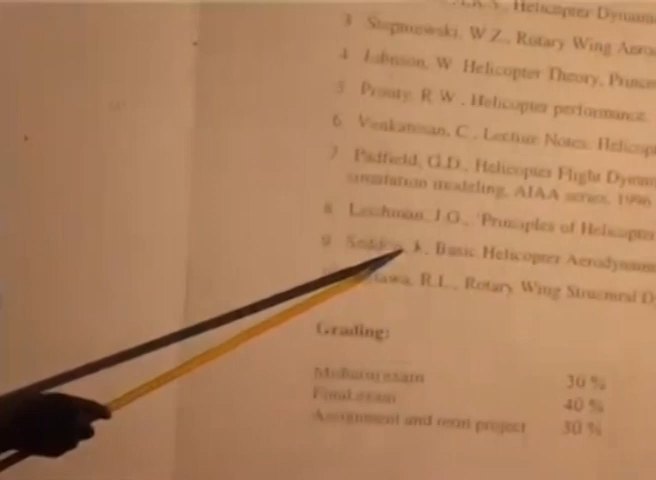 Helicopter Dynam
3 Stepniewski, W.Z., Rotary Wing Aero
4 Johnson, W. Helicopter Theory, Prince
5 Prouty, R.W., Helicopter performance,
6 Venkatesan, C., Lecture Notes: Helicop
7 Padfield, G.D., Helicopter Flight Dynam
simulation modeling, AIAA series, 1996
8 Leishman, J.G., 'Principles of Helicopter
9 Seddon, J., Basic Helicopter Aerodynam
R.L., Rotary Wing Structural D
Grading:
Midterm exam 30 %
Final exam 40 %
Assignment and term project 30 %